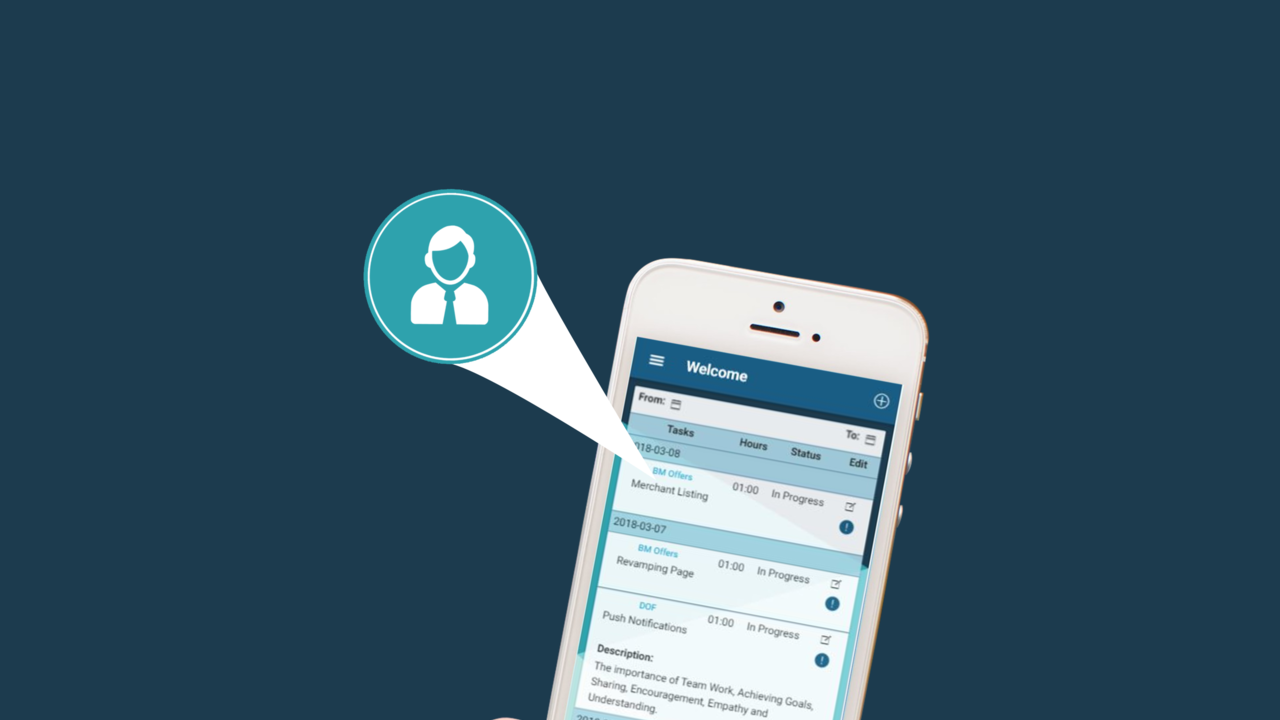 Welcome
From:
To:
Tasks Hours Status Edit
018-03-08
BM Offers
Merchant Listing 01:00 In Progress
2018-03-07
BM Offers
Revamping Page 01:00 In Progress
DOF
Push Notifications 01:00 In Progress
Description:
The importance of Team Work, Achieving Goals,
Sharing, Encouragement, Empathy and
Understanding.